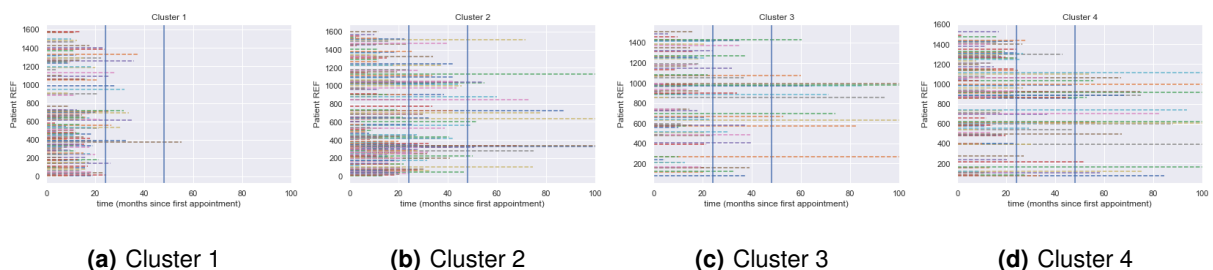 Cluster 1
Patient REF
1600
1400
1200
1000
800
600
400
200
0
0 20 40 60 80 100
time (months since first appointment)
(a) Cluster 1
Cluster 2
Patient REF
1600
1400
1200
1000
800
600
400
200
0
0 20 40 60 80 100
time (months since first appointment)
(b) Cluster 2
Cluster 3
Patient REF
1400
1200
1000
800
600
400
200
0
0 20 40 60 80 100
time (months since first appointment)
(c) Cluster 3
Cluster 4
Patient REF
1600
1400
1200
1000
800
600
400
200
0
0 20 40 60 80 100
time (months since first appointment)
(d) Cluster 4